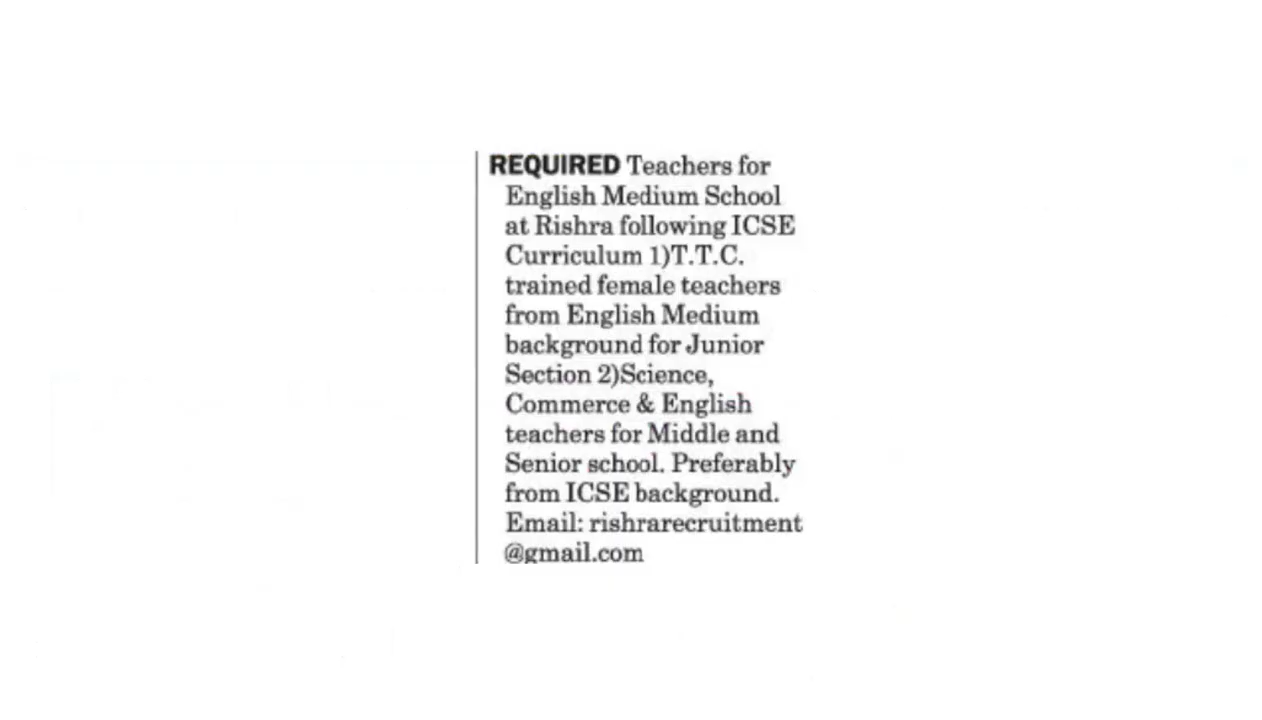 REQUIRED Teachers for
English Medium School
at Rishra following ICSE
Curriculum 1)T.T.C.
trained female teachers
from English Medium
background for Junior
Section 2)Science,
Commerce & English
teachers for Middle and
Senior school. Preferably
from ICSE background.
Email: rishrarecruitment
@gmail.com